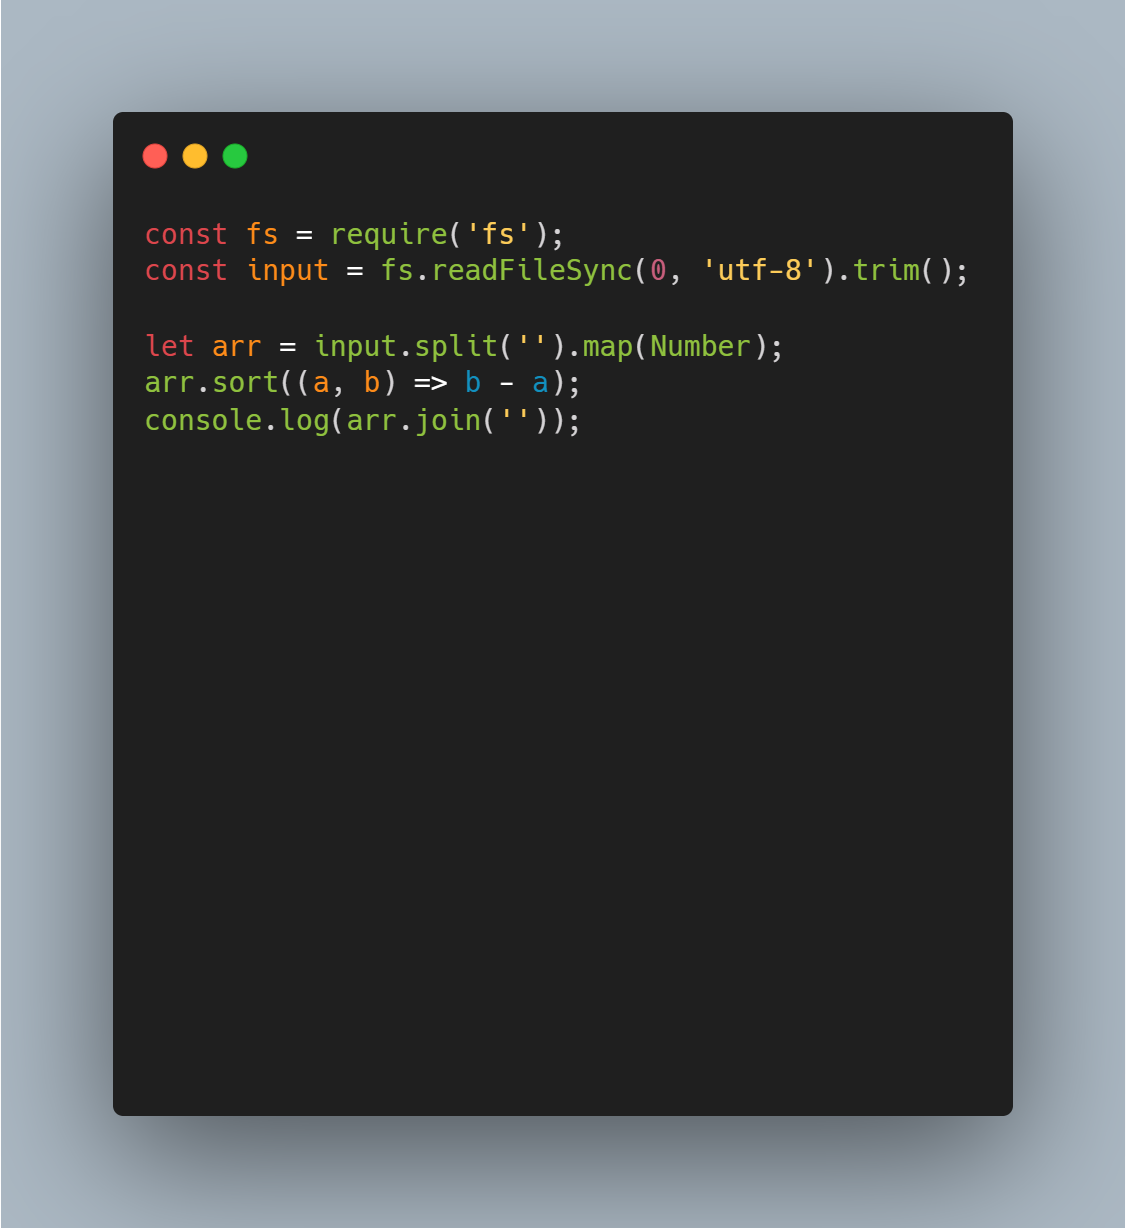 const fs = require('fs');
const input = fs.readFileSync(0, 'utf-8').trim();

let arr = input.split('').map(Number);
arr.sort((a, b) => b - a);
console.log(arr.join(''));